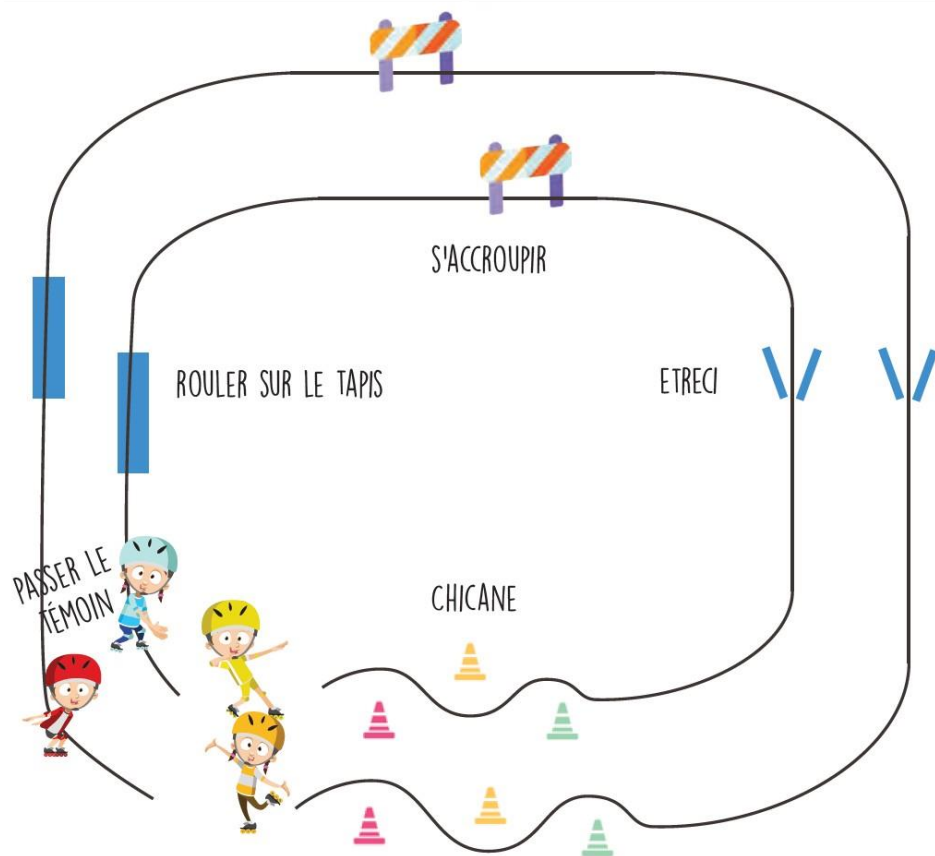 S'ACCROUPIR
ROULER SUR LE TAPIS
ETRECI
PASSER LE
TÉMOIN
CHICANE